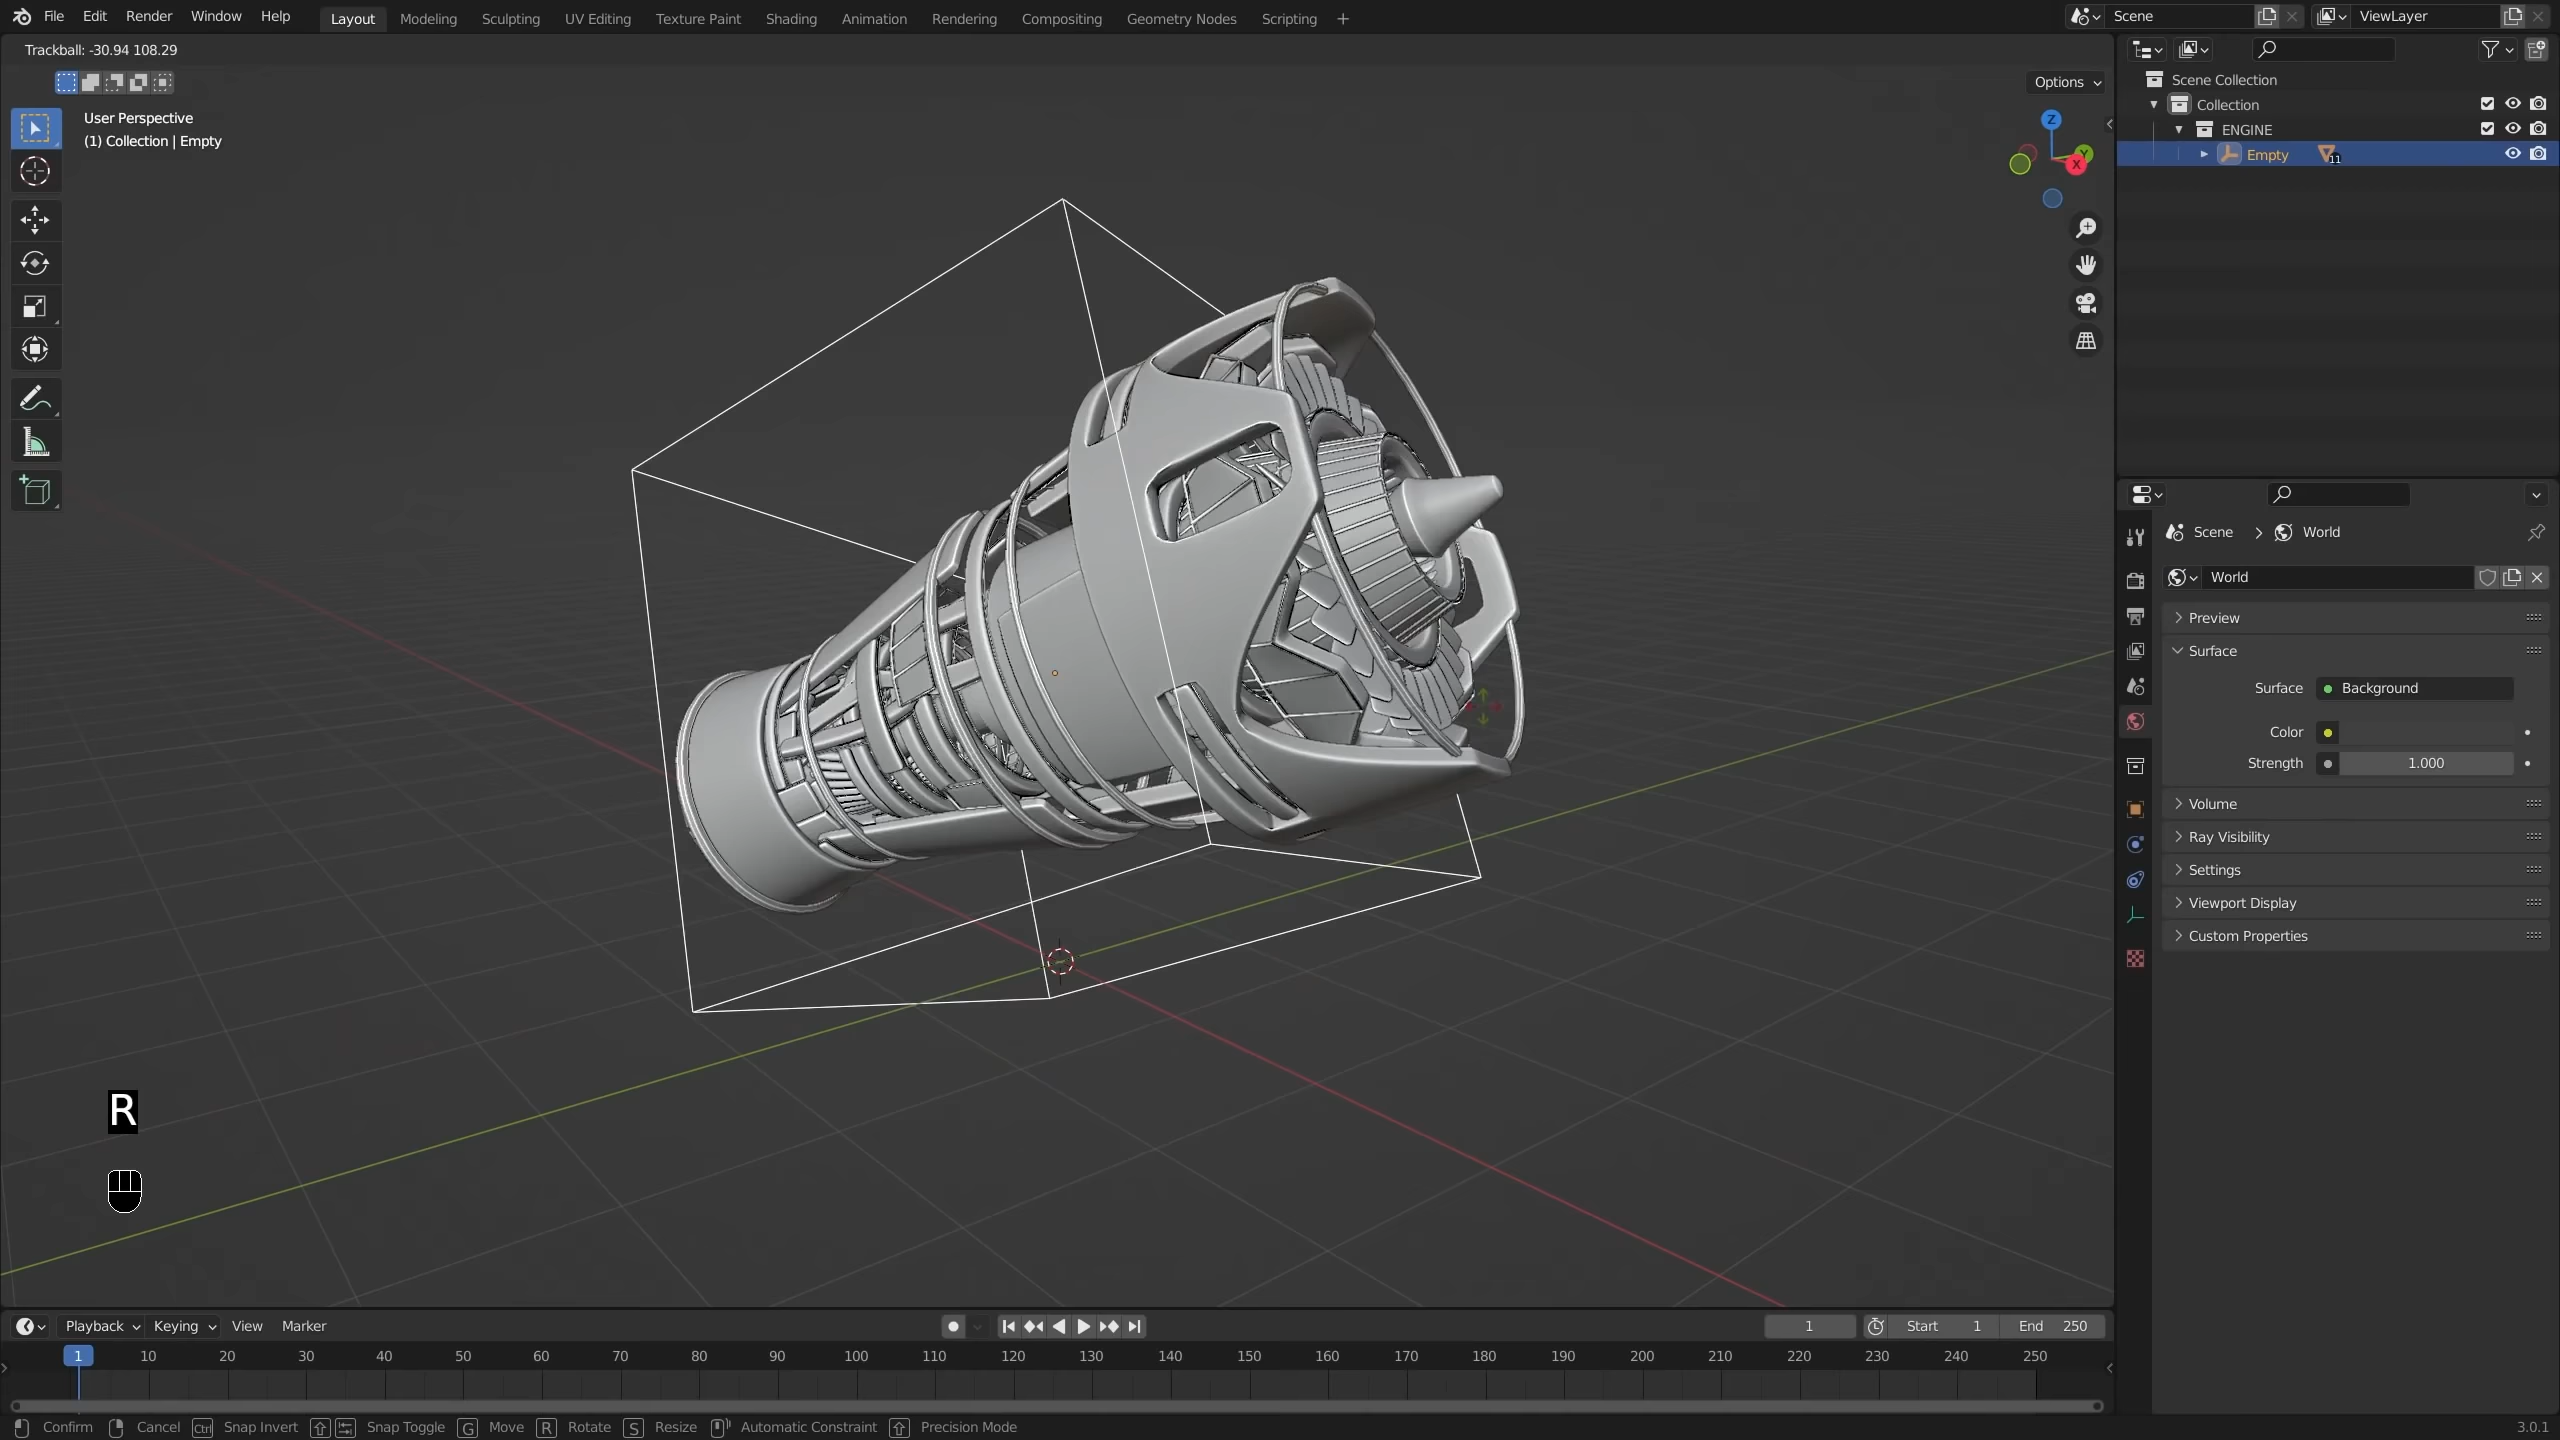 File Edit Render Window Help Layout Modeling Sculpting UV Editing Texture Paint Shading Animation Rendering Compositing Geometry Nodes Scripting + Scene ViewLayer
Trackball: -30.94 108.29
Options
User Perspective
(1) Collection | Empty
Z
Y
X
Scene Collection
Collection
ENGINE
Empty 11
Scene > World
World
Preview
Surface
Surface Background
Color
Strength 1.000
Volume
Ray Visibility
Settings
Viewport Display
Custom Properties
R
Playback Keying View Marker 1 Start 1 End 250
1 10 20 30 40 50 60 70 80 90 100 110 120 130 140 150 160 170 180 190 200 210 220 230 240 250
Confirm Cancel Ctrl Snap Invert Snap Toggle G Move R Rotate S Resize Automatic Constraint Precision Mode 3.0.1